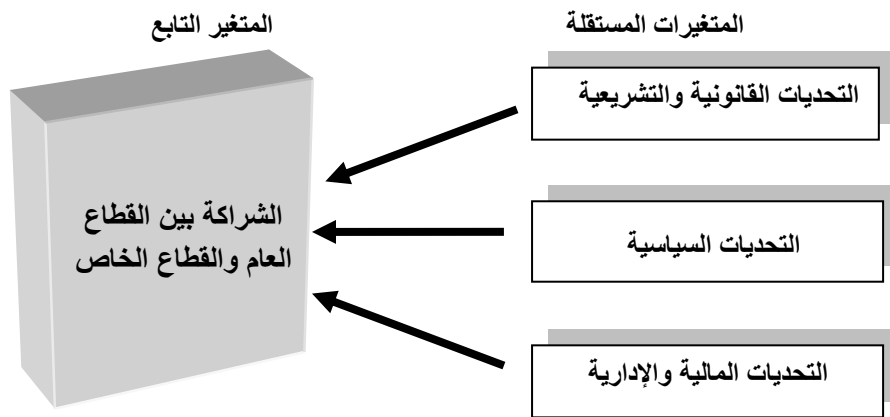 المتغيرات المستقلة
المتغير التابع
التحديات القانونية والتشريعية
التحديات السياسية
التحديات المالية والإدارية
الشراكة بين القطاع
العام والقطاع الخاص